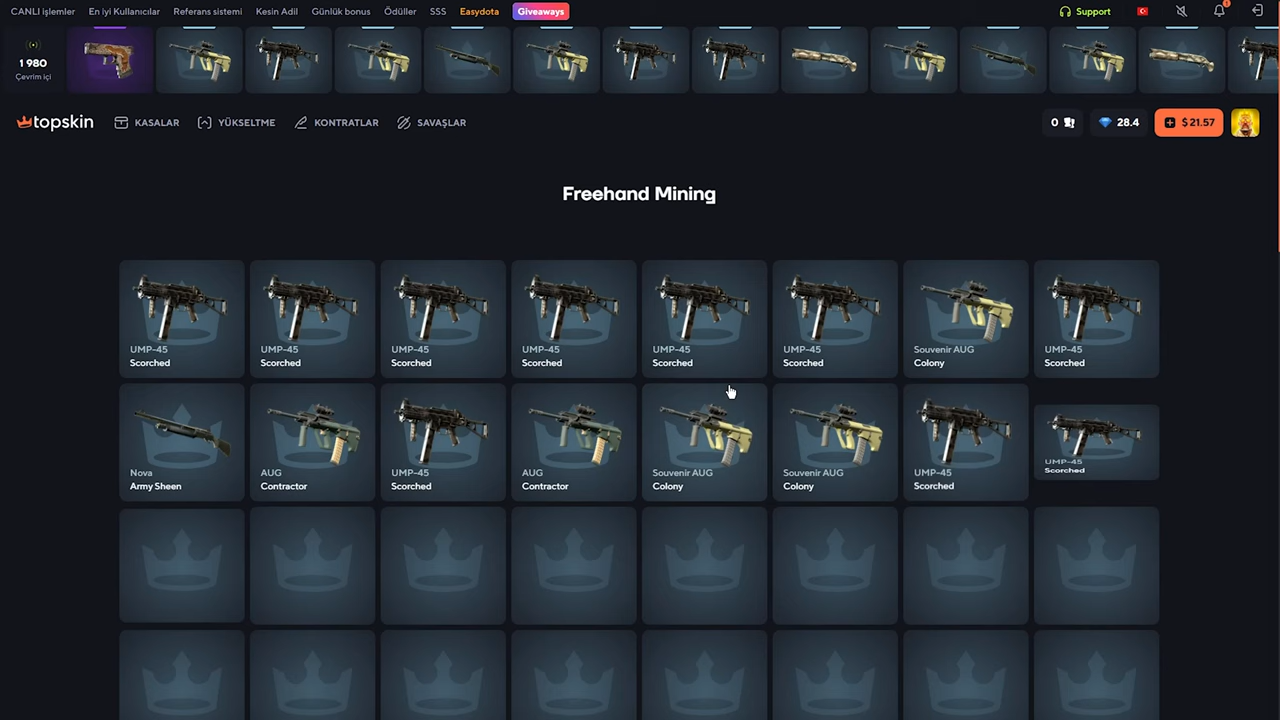 CANLI işlemler En iyi Kullanıcılar Referans sistemi Kesin Adil Günlük bonus Ödüller SSS Easydota Giveaways Support
1 980
Çevrim içi
topskin KASALAR YÜKSELTME KONTRATLAR SAVAŞLAR 0 28.4 $ 21.57
Freehand Mining
UMP-45 UMP-45 UMP-45 UMP-45 UMP-45 UMP-45 Souvenir AUG UMP-45
Scorched Scorched Scorched Scorched Scorched Scorched Colony Scorched
Nova AUG UMP-45 AUG Souvenir AUG Souvenir AUG UMP-45 UMP-45
Army Sheen Contractor Scorched Contractor Colony Colony Scorched Scorched